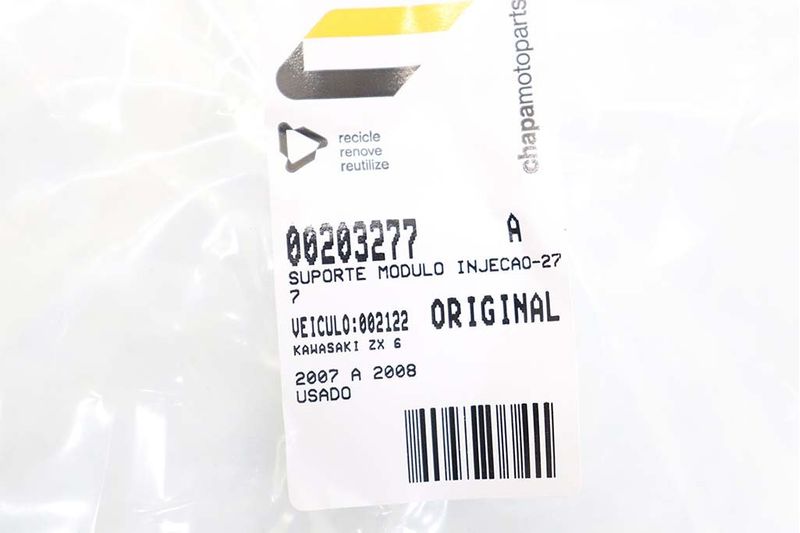 chapamotoparts
recicle
renove
reutilize
00203277 A
SUPORTE MODULO INJECAO-27
7
VEICULO:002122 ORIGINAL
KAWASAKI ZX 6
2007 A 2008
USADO